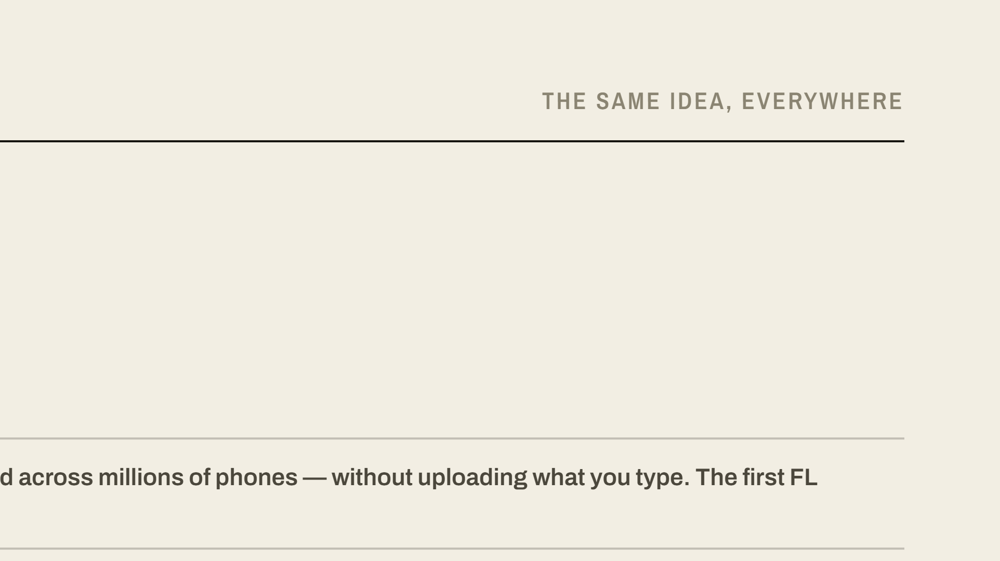 THE SAME IDEA, EVERYWHERE
d across millions of phones — without uploading what you type. The first FL